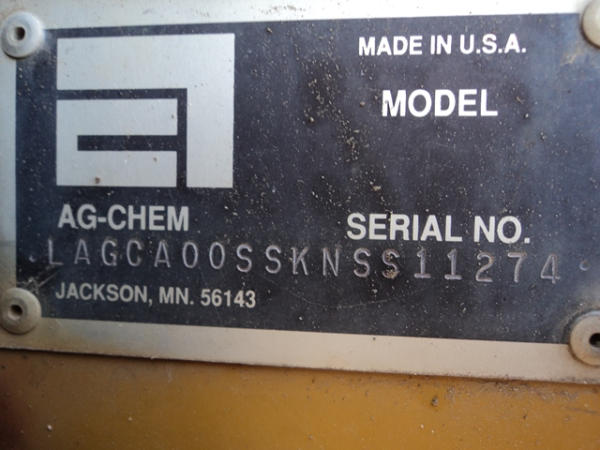 MADE IN U.S.A.
MODEL
AG-CHEM
SERIAL NO.
LAGCA00SSKNSS11274
JACKSON, MN. 56143